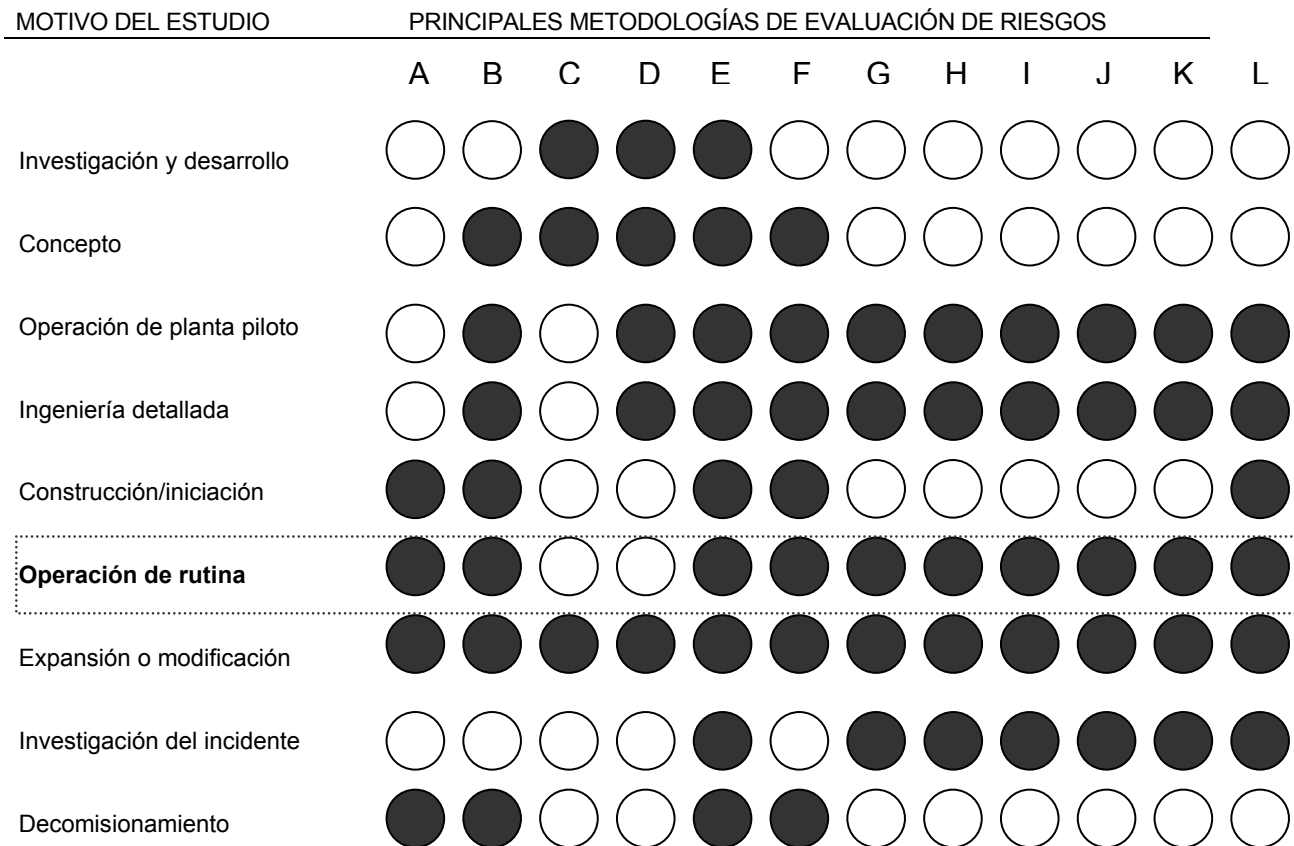 MOTIVO DEL ESTUDIO PRINCIPALES METODOLOGÍAS DE EVALUACIÓN DE RIESGOS
A B C D E F G H I J K L
Investigación y desarrollo
Concepto
Operación de planta piloto
Ingeniería detallada
Construcción/iniciación
Operación de rutina
Expansión o modificación
Investigación del incidente
Decomisionamiento